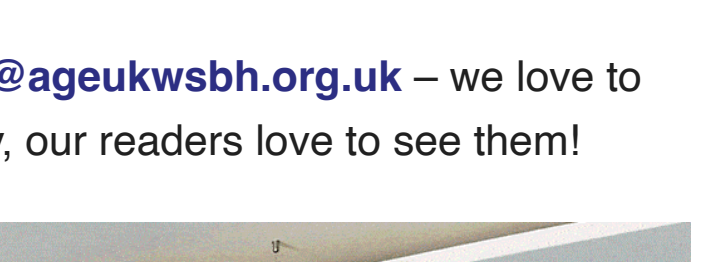 @ageukwsbh.org.uk – we love to
, our readers love to see them!